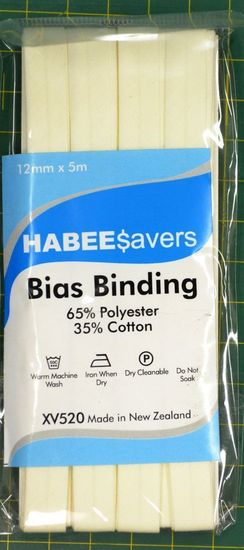 12mm x 5m
HABEE$avers
Bias Binding
65% Polyester
35% Cotton
P
Warm Machine Wash
Iron When Dry
Dry Cleanable
Do Not Soak
XV520 Made in New Zealand